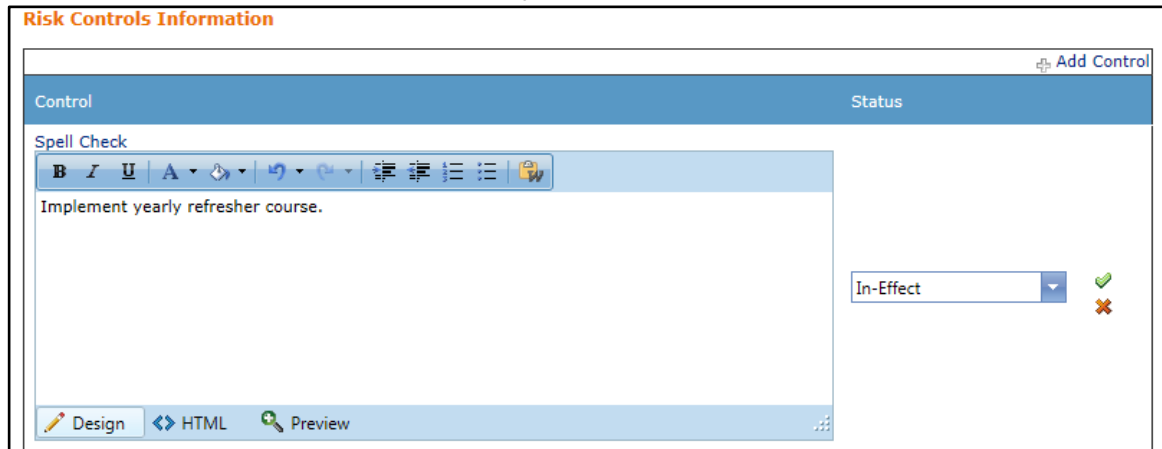 Risk Controls Information
Add Control
Control Status
Spell Check
B I U A
Implement yearly refresher course.
In-Effect
Design HTML Preview